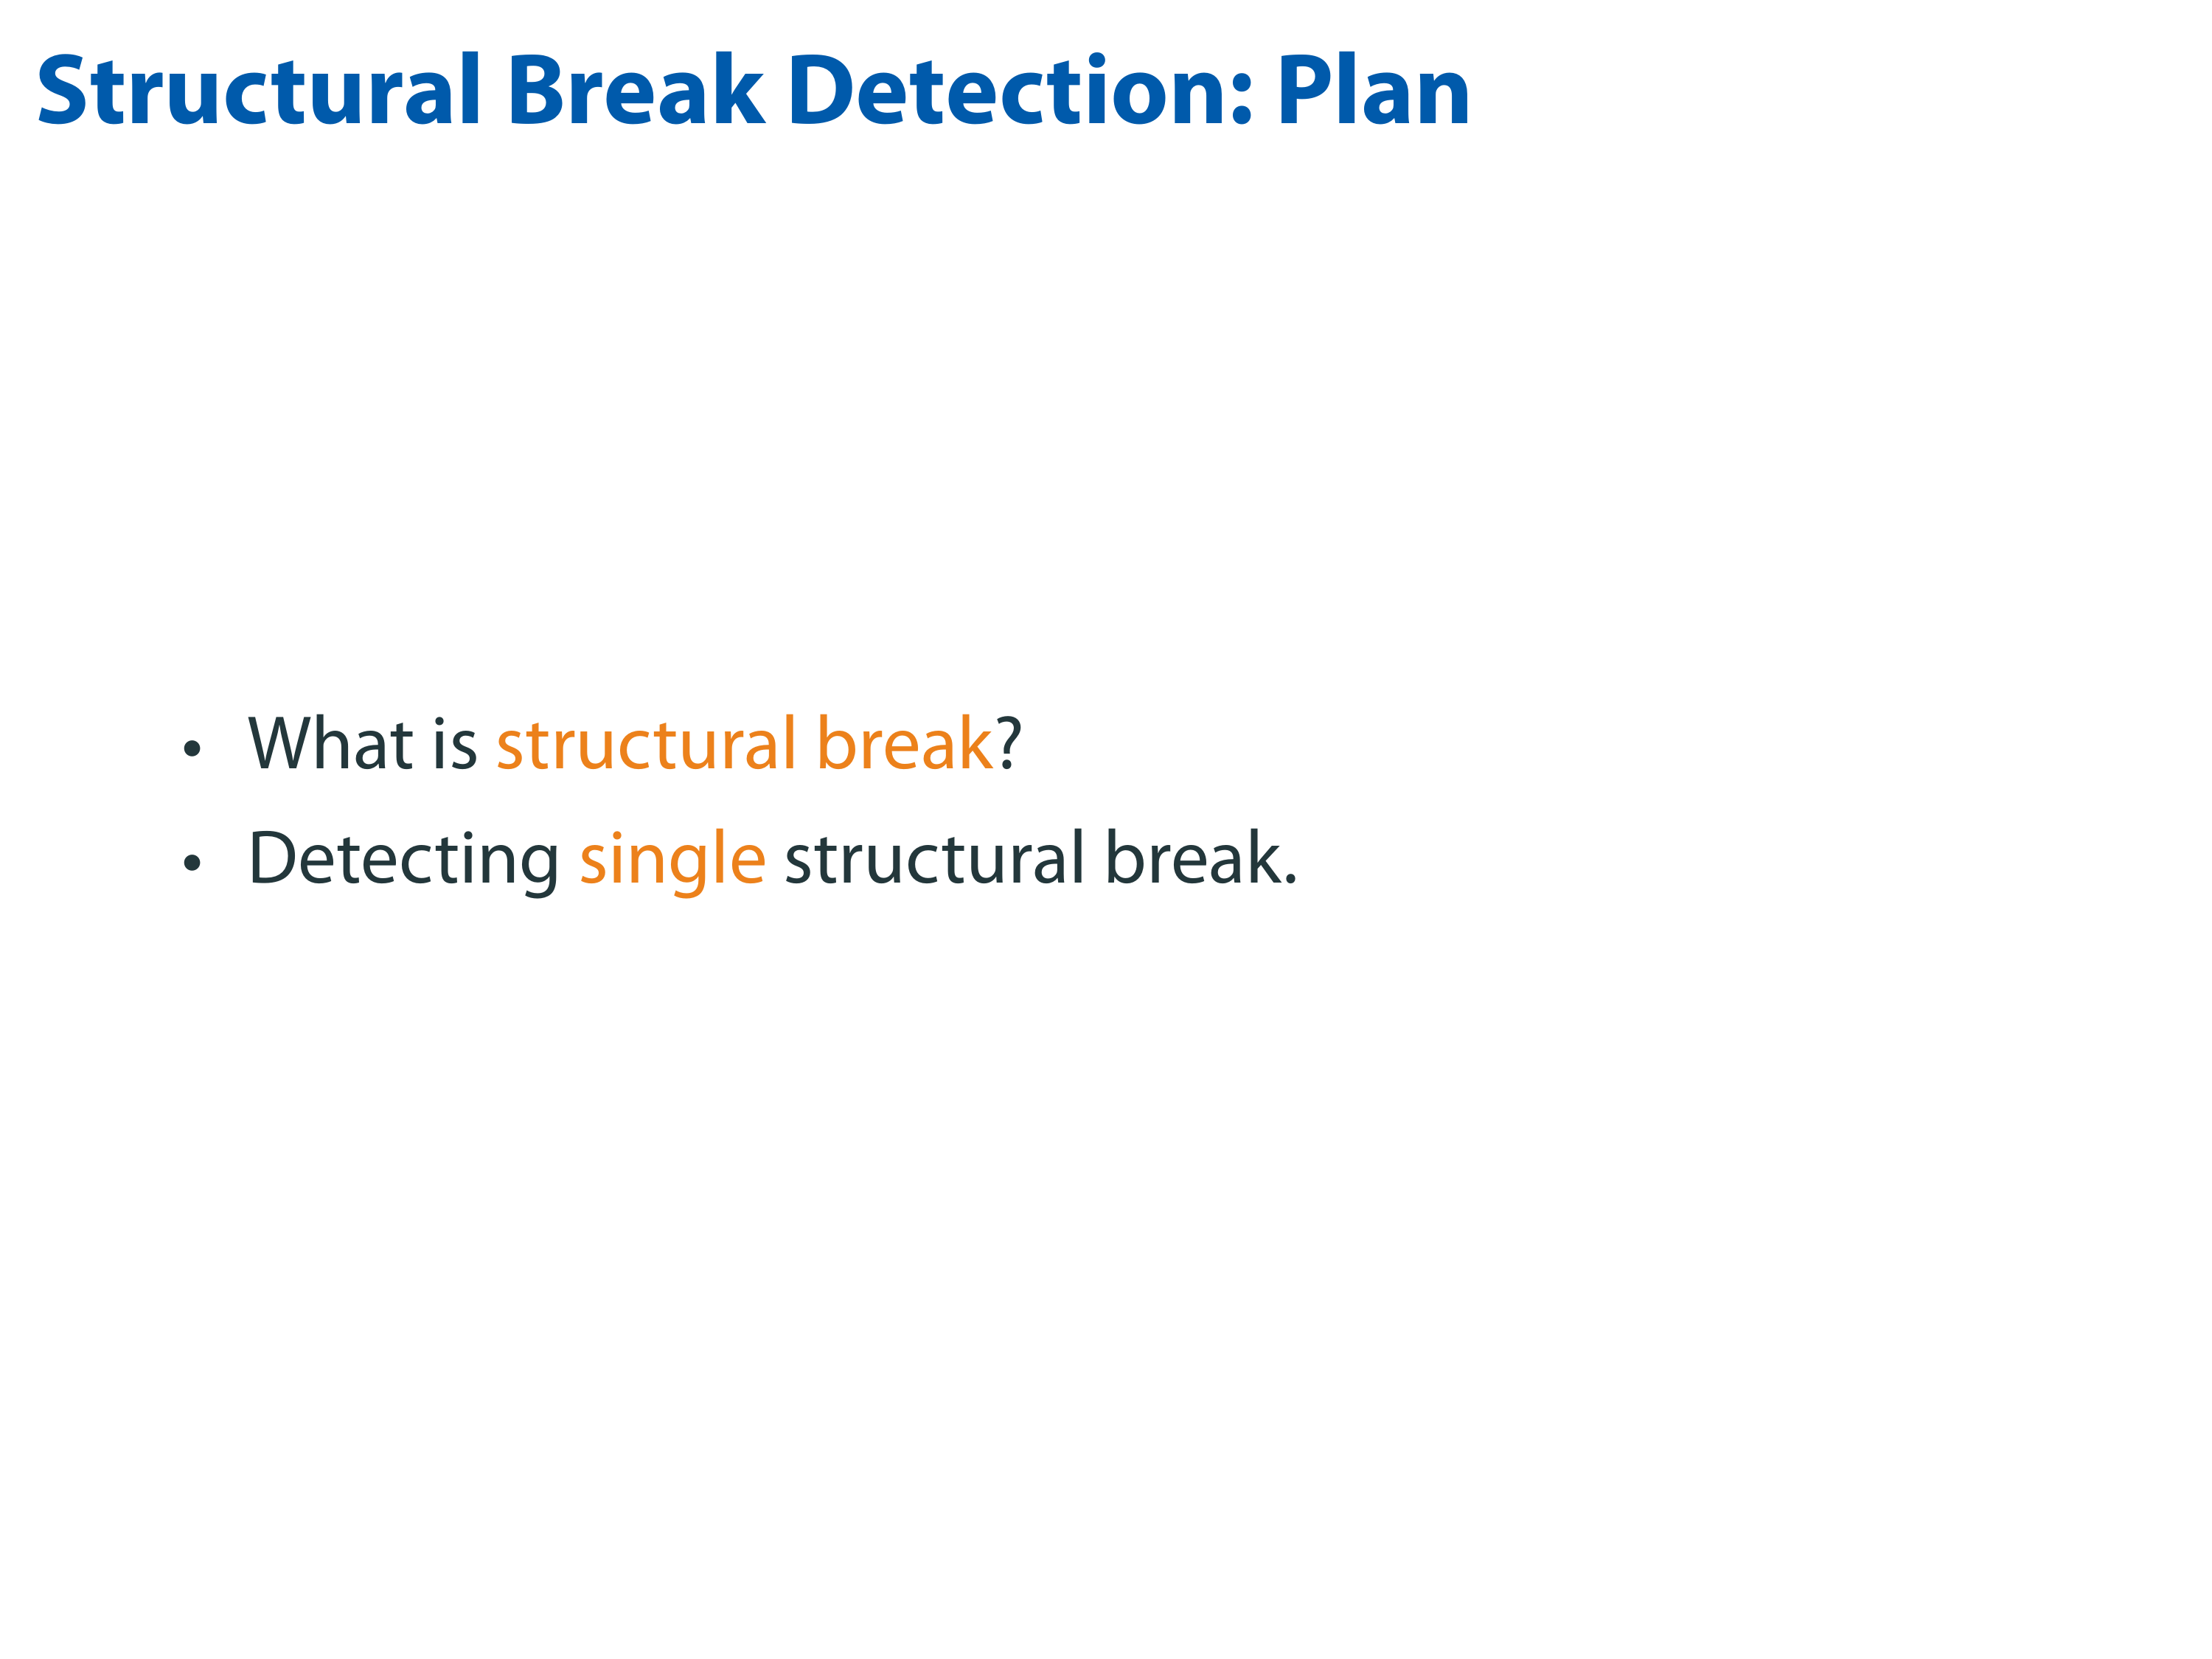 Structural Break Detection: Plan
• What is structural break?
• Detecting single structural break.